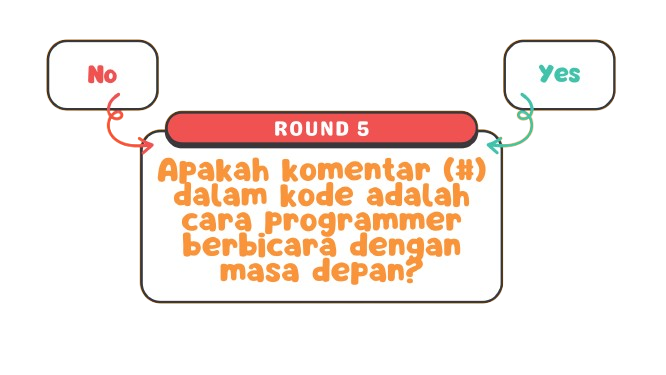 No
Yes
ROUND 5
Apakah komentar (#)
dalam kode adalah
cara programmer
berbicara dengan
masa depan?